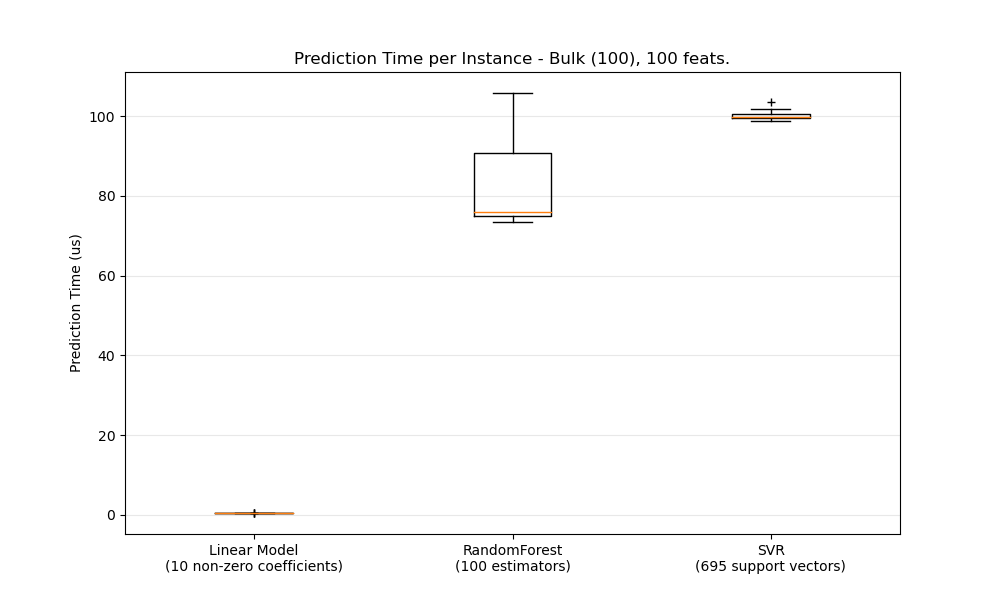 Prediction Time per Instance - Bulk (100), 100 feats.
Prediction Time (us)
100
80
60
40
20
0
Linear Model
(10 non-zero coefficients)
RandomForest
(100 estimators)
SVR
(695 support vectors)